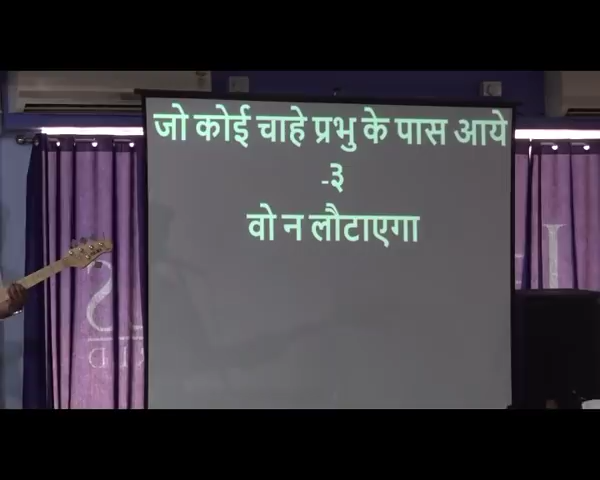 जो कोई चाहे प्रभु के पास आये
-३
वो न लौटाएगा